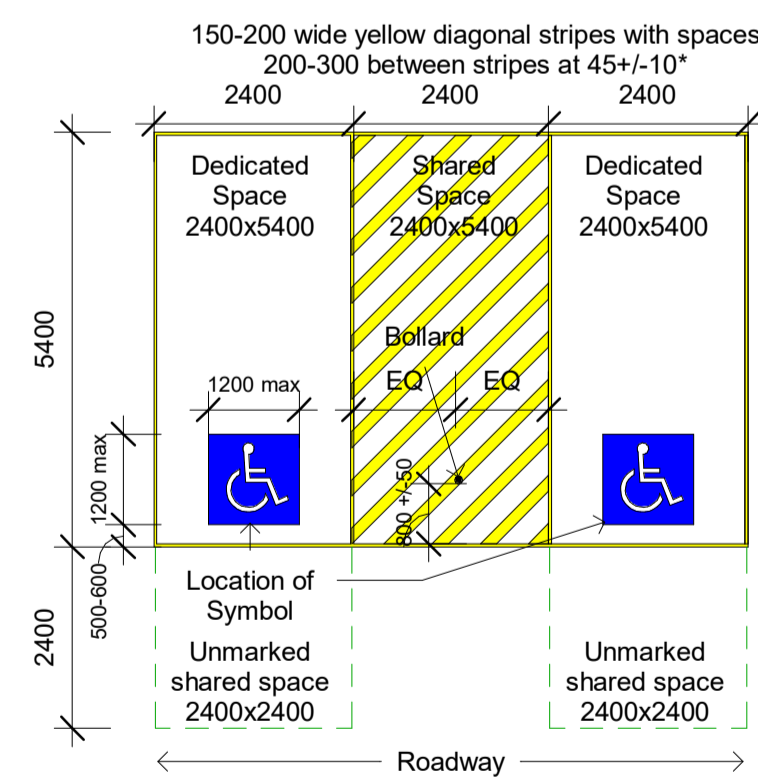 150-200 wide yellow diagonal stripes with spaces
200-300 between stripes at 45+/-10*
2400 2400 2400
Dedicated
Space
2400x5400
Shared
Space
2400x5400
Dedicated
Space
2400x5400
5400
Bollard
EQ EQ
1200 max
1200 max
800 +/-50
500-600
Location of
Symbol
2400
Unmarked
shared space
2400x2400
Unmarked
shared space
2400x2400
Roadway